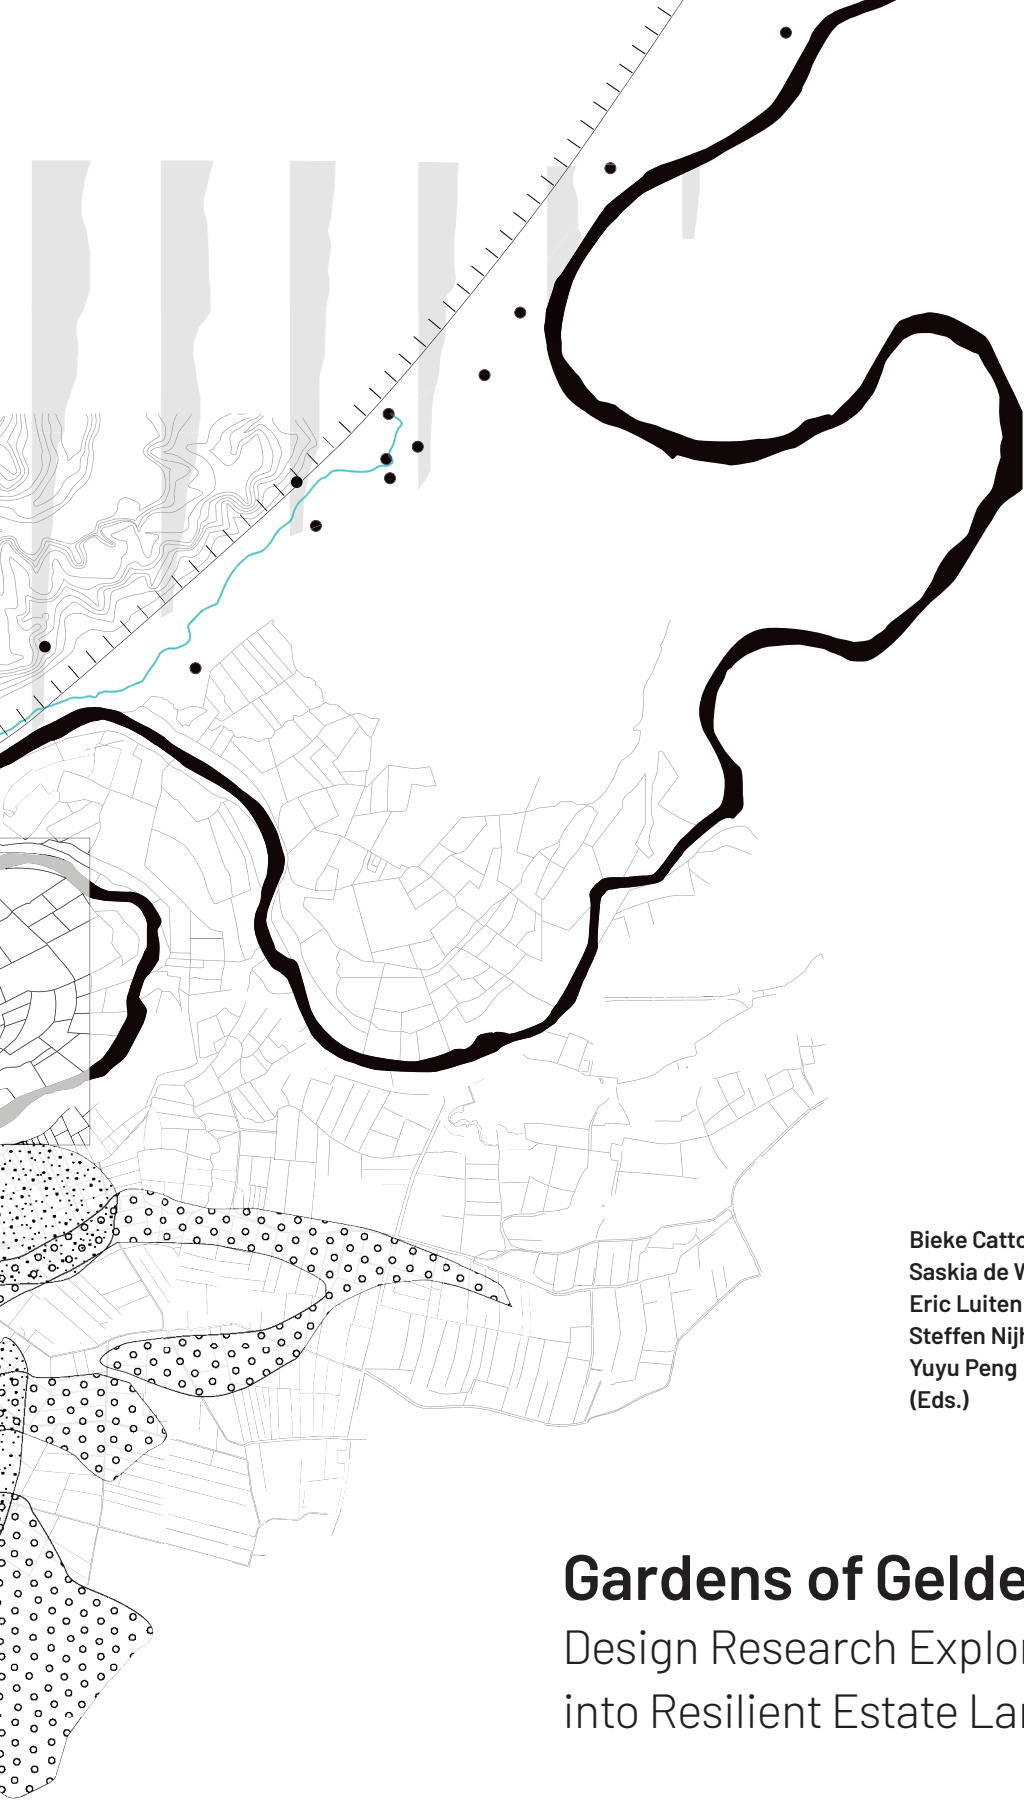 Bieke Catto
Saskia de W
Eric Luiten
Steffen Nijh
Yuyu Peng
(Eds.)
Gardens of Gelde
Design Research Explor
into Resilient Estate Lan